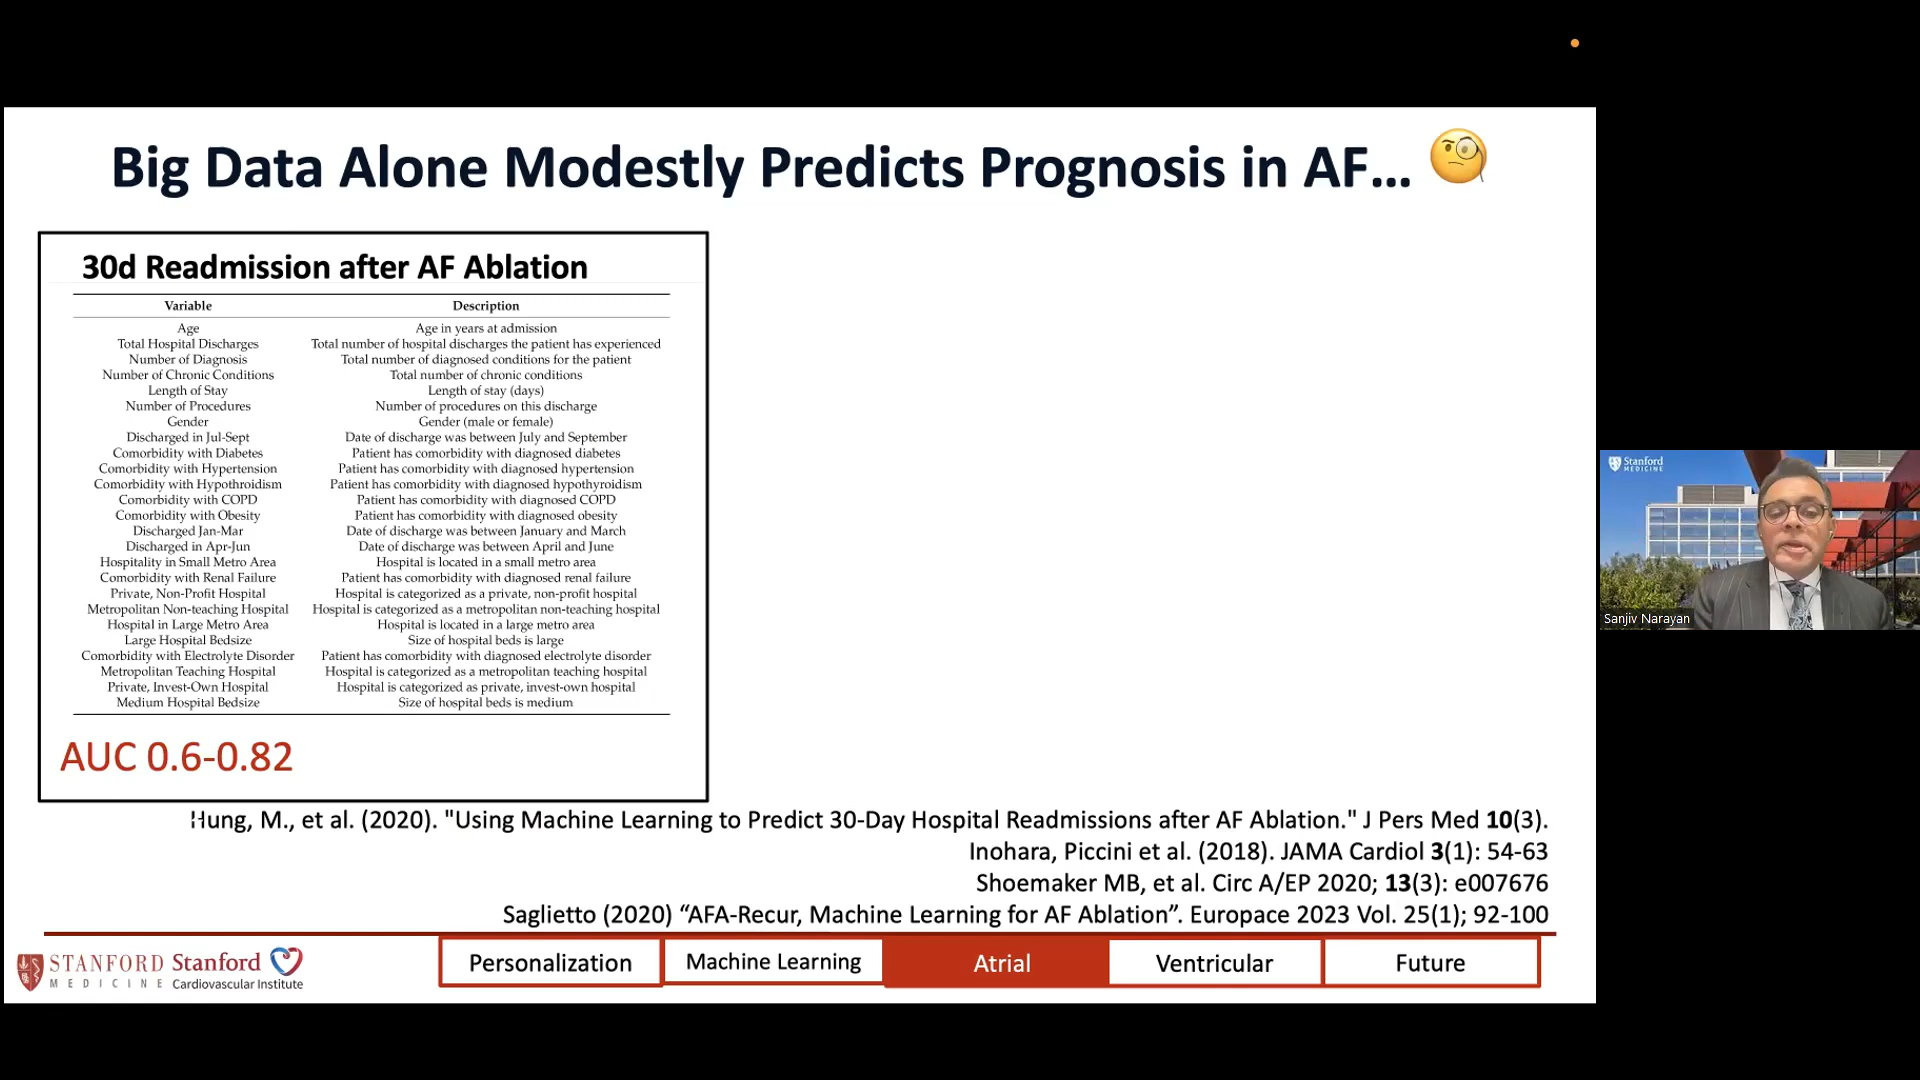 Big Data Alone Modestly Predicts Prognosis in AF...
30d Readmission after AF Ablation
Variable Description
Age Age in years at admission
Total Hospital Discharges Total number of hospital discharges the patient has experienced
Number of Diagnosis Total number of diagnosed conditions for the patient
Number of Chronic Conditions Total number of chronic conditions
Length of Stay Length of stay (days)
Number of Procedures Number of procedures on this discharge
Gender Gender (male or female)
Discharged in Jul-Sept Date of discharge was between July and September
Comorbidity with Diabetes Patient has comorbidity with diagnosed diabetes
Comorbidity with Hypertension Patient has comorbidity with diagnosed hypertension
Comorbidity with Hypothroidism Patient has comorbidity with diagnosed hypothyroidism
Comorbidity with COPD Patient has comorbidity with diagnosed COPD
Comorbidity with Obesity Patient has comorbidity with diagnosed obesity
Discharged Jan-Mar Date of discharge was between January and March
Discharged in Apr-Jun Date of discharge was between April and June
Hospitality in Small Metro Area Hospital is located in a small metro area
Comorbidity with Renal Failure Patient has comorbidity with diagnosed renal failure
Private, Non-Profit Hospital Hospital is categorized as a private, non-profit hospital
Metropolitan Non-teaching Hospital Hospital is categorized as a metropolitan non-teaching hospital
Hospital in Large Metro Area Hospital is located in a large metro area
Large Hospital Bedsize Size of hospital beds is large
Comorbidity with Electrolyte Disorder Patient has comorbidity with diagnosed electrolyte disorder
Metropolitan Teaching Hospital Hospital is categorized as a metropolitan teaching hospital
Private, Invest-Own Hospital Hospital is categorized as private, invest-own hospital
Medium Hospital Bedsize Size of hospital beds is medium
AUC 0.6-0.82
Hung, M., et al. (2020). "Using Machine Learning to Predict 30-Day Hospital Readmissions after AF Ablation." J Pers Med 10(3).
Inohara, Piccini et al. (2018). JAMA Cardiol 3(1): 54-63
Shoemaker MB, et al. Circ A/EP 2020; 13(3): e007676
Saglietto (2020) “AFA-Recur, Machine Learning for AF Ablation”. Europace 2023 Vol. 25(1); 92-100
STANFORD
MEDICINE
Stanford
Cardiovascular Institute
Personalization
Machine Learning
Atrial
Ventricular
Future
Stanford
MEDICINE
Sanjiv Narayan